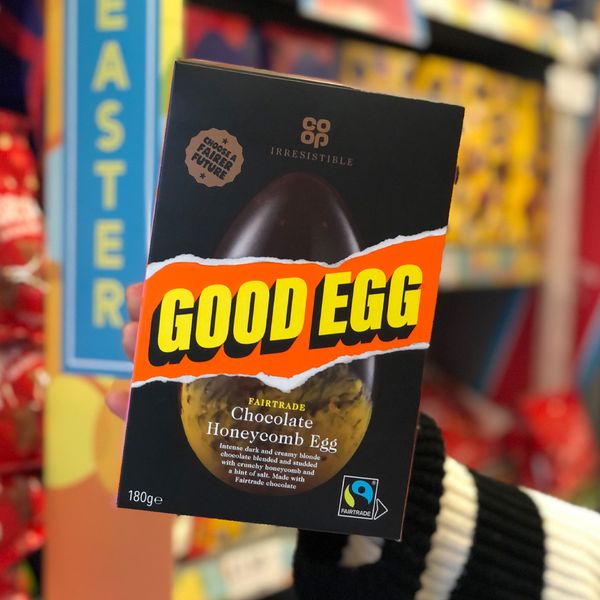 EASTER
CO
OP
IRRESISTIBLE
CHOOSE A
FAIRER
FUTURE
GOOD EGG
FAIRTRADE
Chocolate
Honeycomb Egg
Intense dark and creamy blonde
chocolate blended and studded
with crunchy honeycomb and
a hint of salt. Made with
Fairtrade chocolate
180g℮
FAIRTRADE